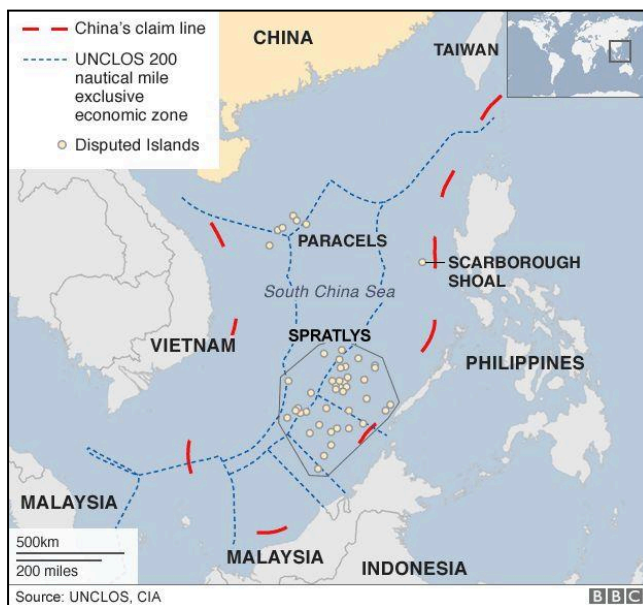 China's claim line
UNCLOS 200
nautical mile
exclusive
economic zone
Disputed Islands
CHINA
TAIWAN
PARACELS
South China Sea
SCARBOROUGH
SHOAL
SPRATLYS
VIETNAM
PHILIPPINES
MALAYSIA
500km
200 miles
MALAYSIA
INDONESIA
Source: UNCLOS, CIA
BBC